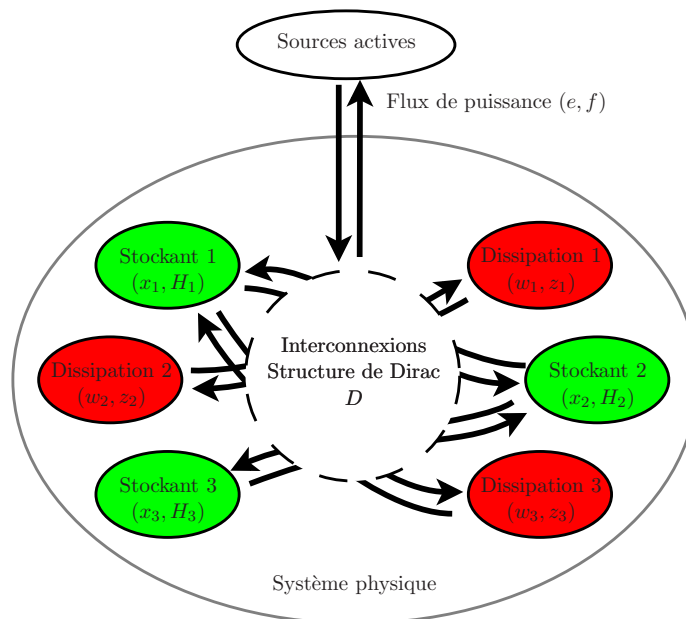 Sources actives
Flux de puissance (e, f)
Stockant 1
(x₁, H₁)
Dissipation 1
(w₁, z₁)
Interconnexions
Structure de Dirac
D
Dissipation 2
(w₂, z₂)
Stockant 2
(x₂, H₂)
Stockant 3
(x₃, H₃)
Dissipation 3
(w₃, z₃)
Système physique